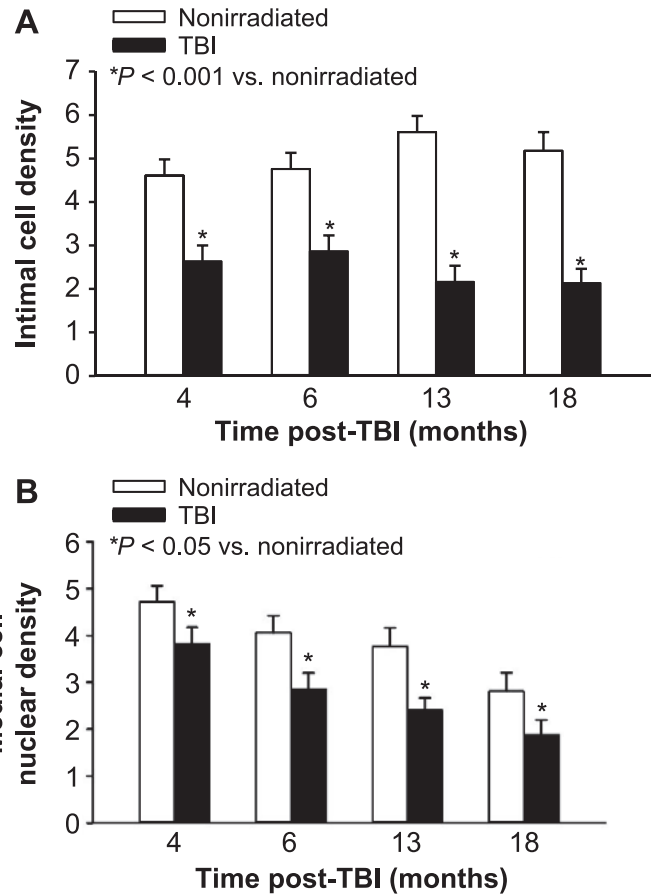 A
Nonirradiated
TBI
*P < 0.001 vs. nonirradiated
7
6
5
4
3
2
1
0
Intimal cell density
* * * *
4 6 13 18
Time post-TBI (months)
B
Nonirradiated
TBI
*P < 0.05 vs. nonirradiated
6
5
4
3
2
1
0
nuclear density
* * * *
4 6 13 18
Time post-TBI (months)